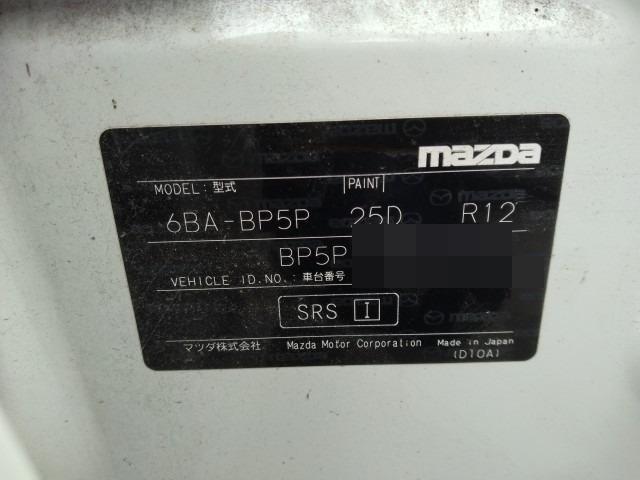 mazda
MODEL: 型式 PAINT
6BA-BP5P 25D R12
BP5P
VEHICLE ID.NO.: 車台番号
SRS I
マツダ株式会社 Mazda Motor Corporation Made in Japan
(D10A)